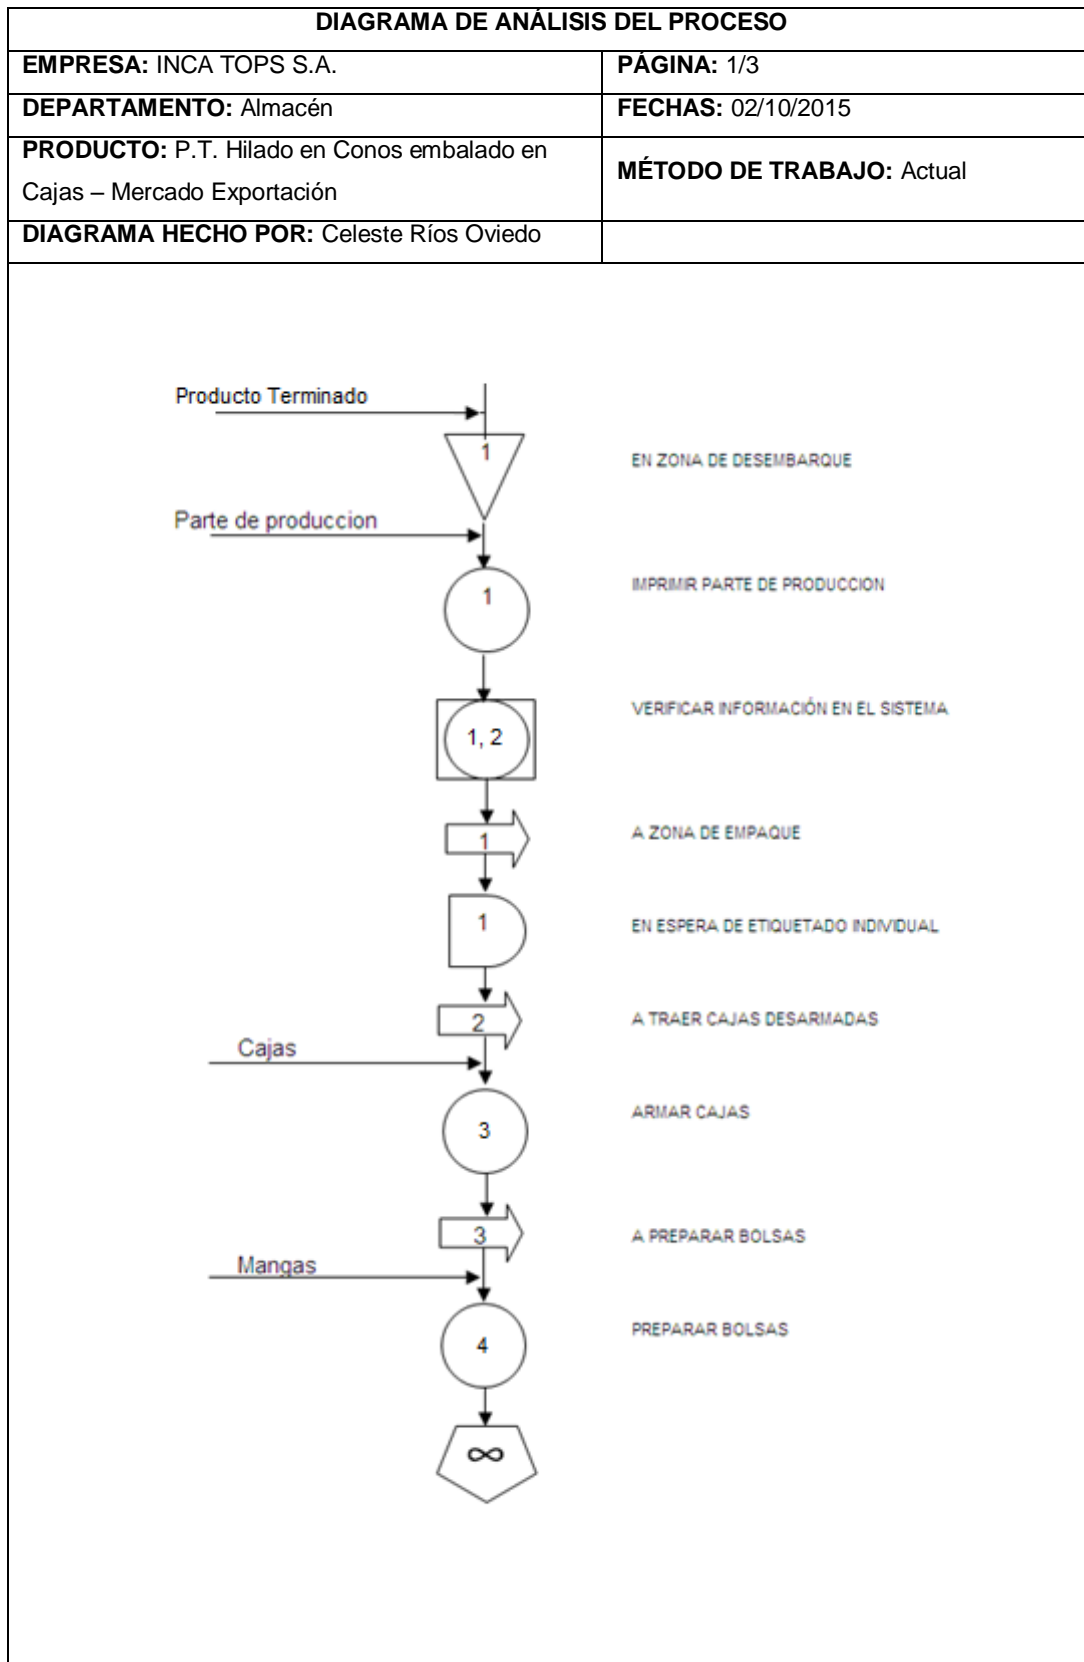 DIAGRAMA DE ANÁLISIS DEL PROCESO
EMPRESA: INCA TOPS S.A.
PÁGINA: 1/3
DEPARTAMENTO: Almacén
FECHAS: 02/10/2015
PRODUCTO: P.T. Hilado en Conos embalado en
Cajas – Mercado Exportación
MÉTODO DE TRABAJO: Actual
DIAGRAMA HECHO POR: Celeste Ríos Oviedo
Producto Terminado
1
EN ZONA DE DESEMBARQUE
Parte de produccion
1
IMPRIMIR PARTE DE PRODUCCION
1, 2
VERIFICAR INFORMACIÓN EN EL SISTEMA
1
A ZONA DE EMPAQUE
1
EN ESPERA DE ETIQUETADO INDIVIDUAL
2
A TRAER CAJAS DESARMADAS
Cajas
3
ARMAR CAJAS
3
A PREPARAR BOLSAS
Mangas
4
PREPARAR BOLSAS
∞